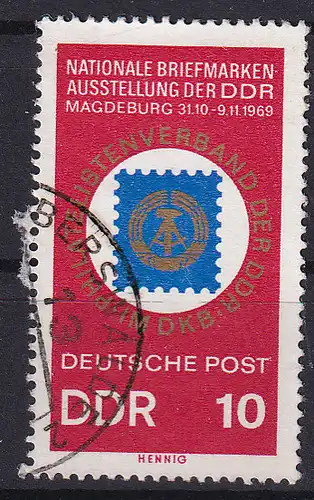 NATIONALE BRIEFMARKEN-
AUSSTELLUNG DER DDR
MAGDEBURG 31.10.-9.11.1969
PHILATELISTENVERBAND DER DDR
IM DKB
DEUTSCHE POST
DDR 10
HENNIG